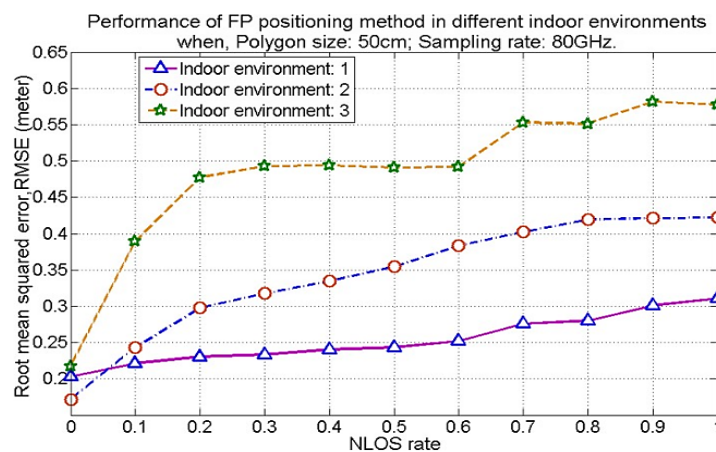 Performance of FP positioning method in different indoor environments
when, Polygon size: 50cm; Sampling rate: 80GHz.
Root mean squared error,RMSE (meter)
0.65
0.6
0.55
0.5
0.45
0.4
0.35
0.3
0.25
0.2
Indoor environment: 1
Indoor environment: 2
Indoor environment: 3
0 0.1 0.2 0.3 0.4 0.5 0.6 0.7 0.8 0.9 1
NLOS rate